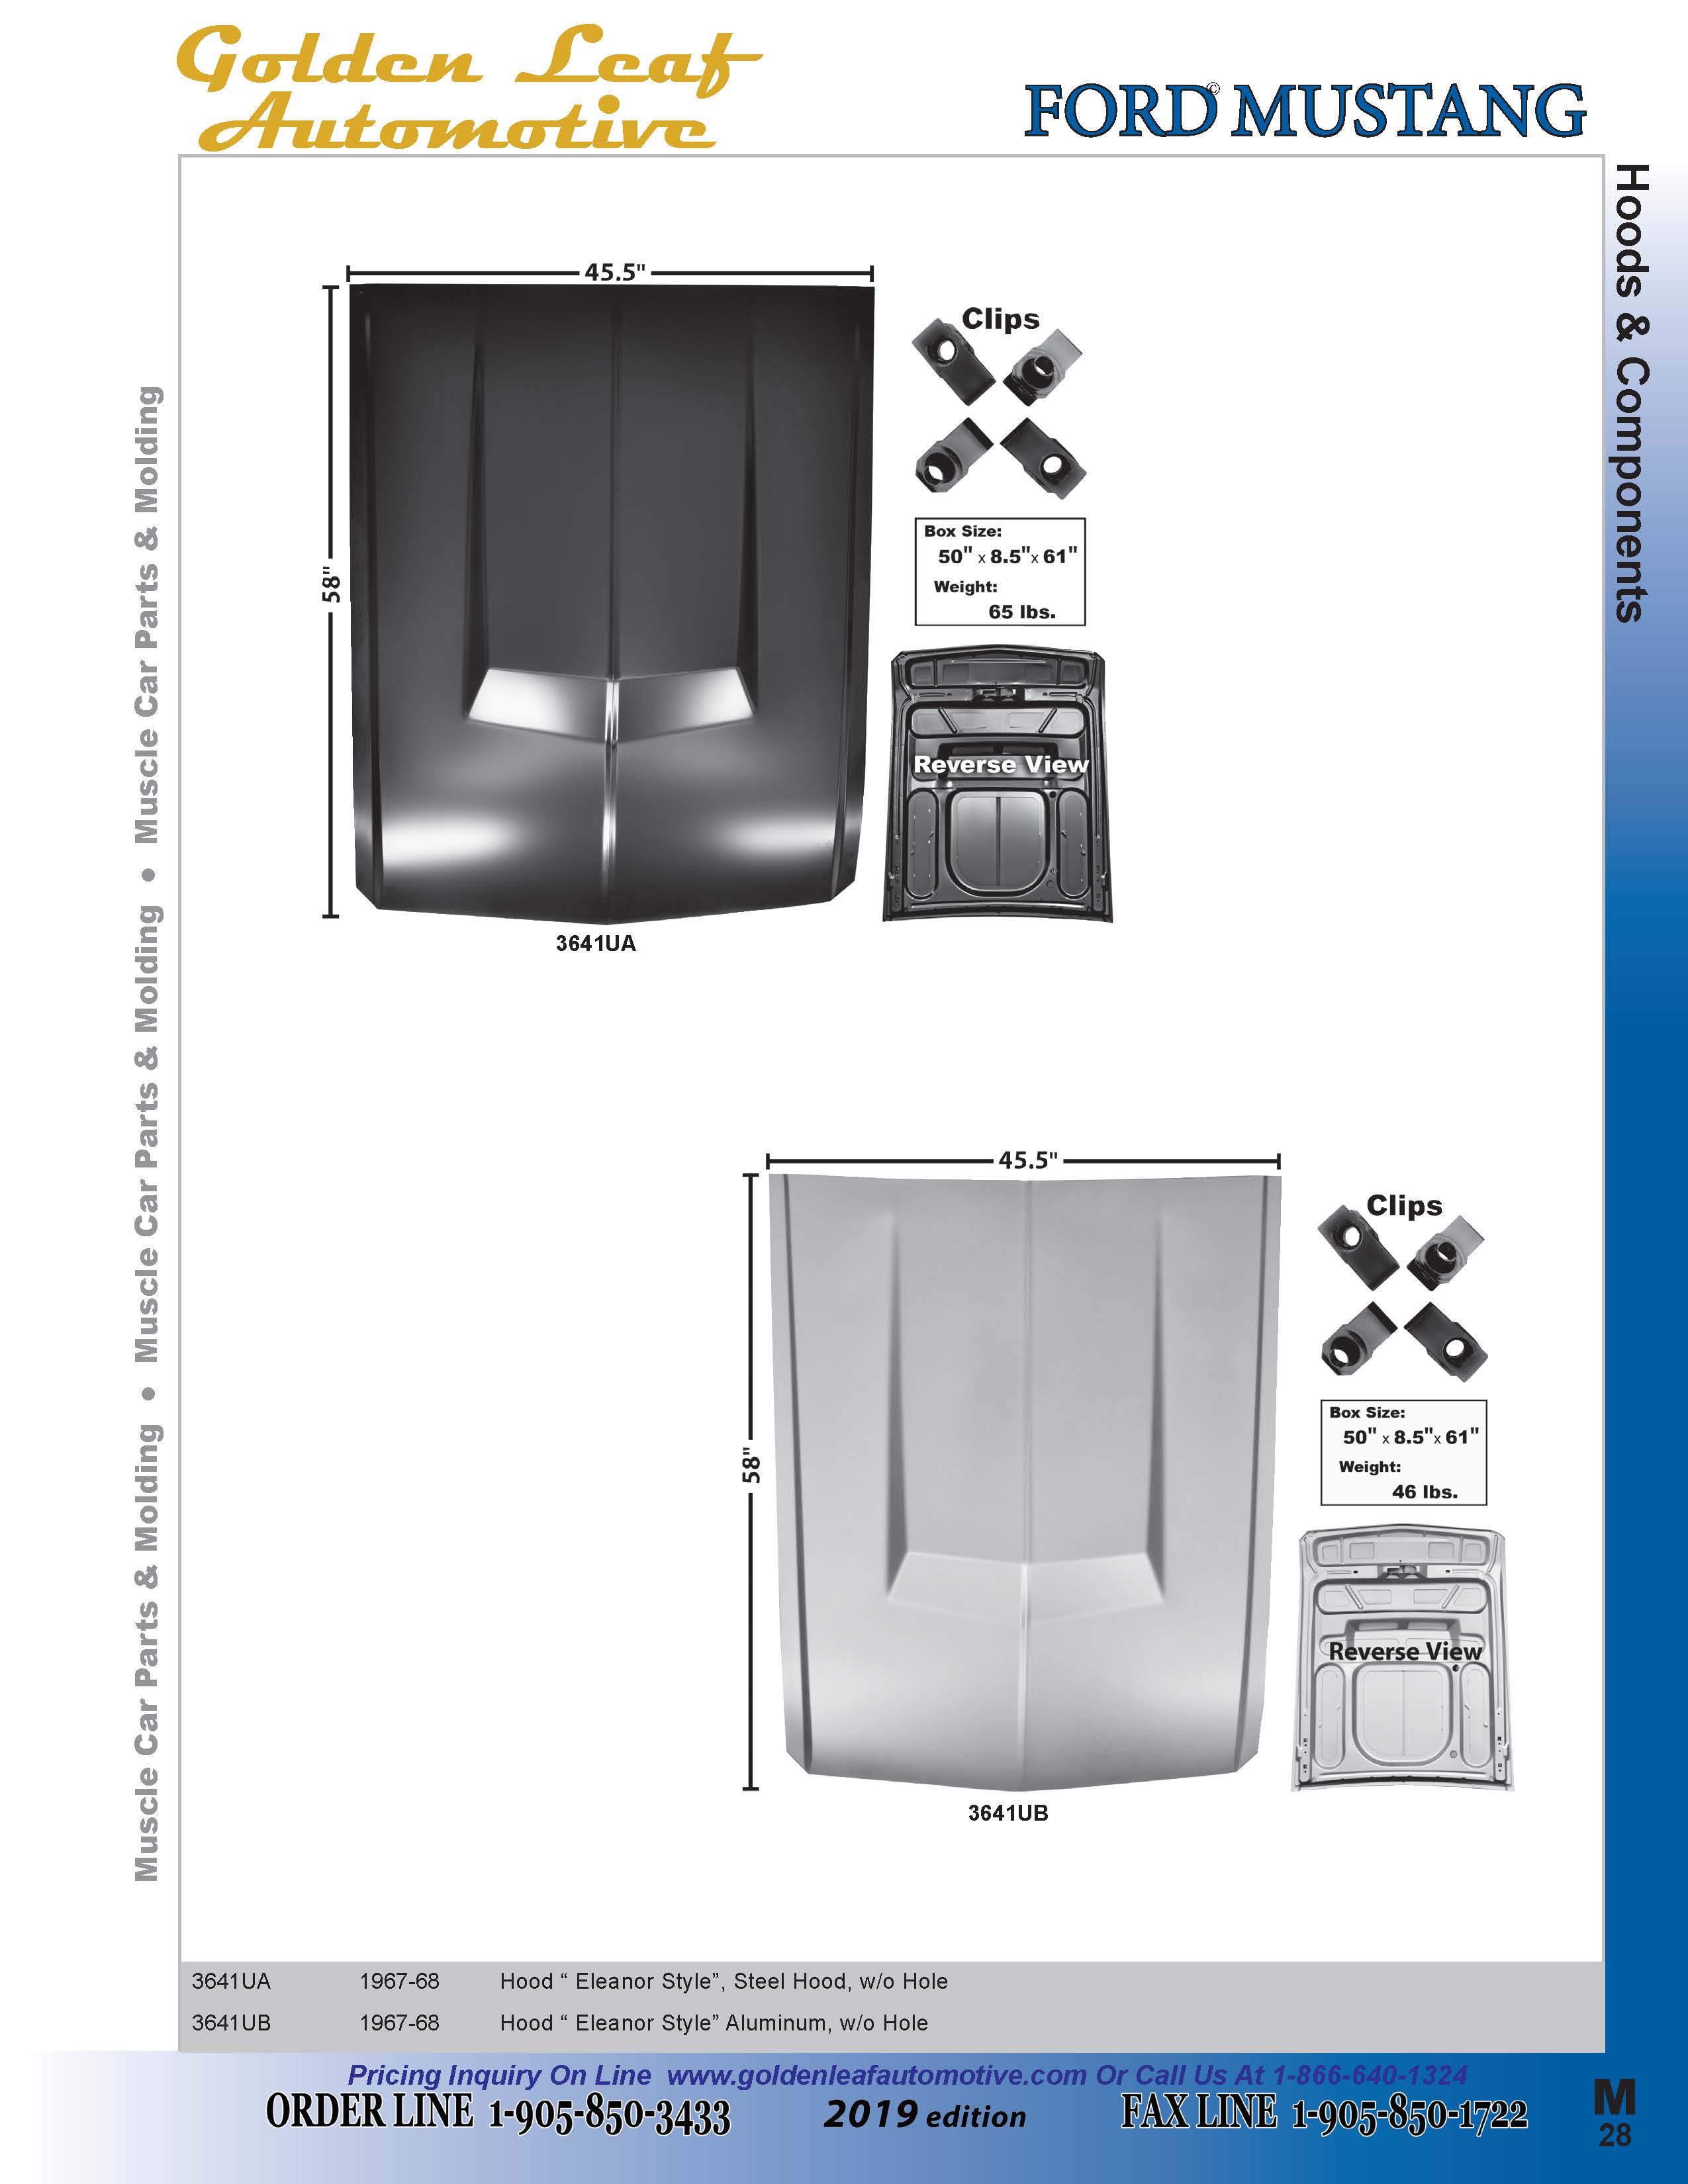 Golden Leaf
Automotive
FORD© MUSTANG
Hoods & Components
Muscle Car Parts & Molding • Muscle Car Parts & Molding • Muscle Car Parts & Molding
45.5"
58"
Clips
Box Size:
50" x 8.5"x 61"
Weight:
65 lbs.
Reverse View
3641UA
45.5"
58"
Clips
Box Size:
50" x 8.5"x 61"
Weight:
46 lbs.
Reverse View
3641UB
3641UA 1967-68 Hood “ Eleanor Style”, Steel Hood, w/o Hole
3641UB 1967-68 Hood “ Eleanor Style” Aluminum, w/o Hole
Pricing Inquiry On Line www.goldenleafautomotive.com Or Call Us At 1-866-640-1324
ORDER LINE 1-905-850-3433 2019 edition FAX LINE 1-905-850-1722
M
28